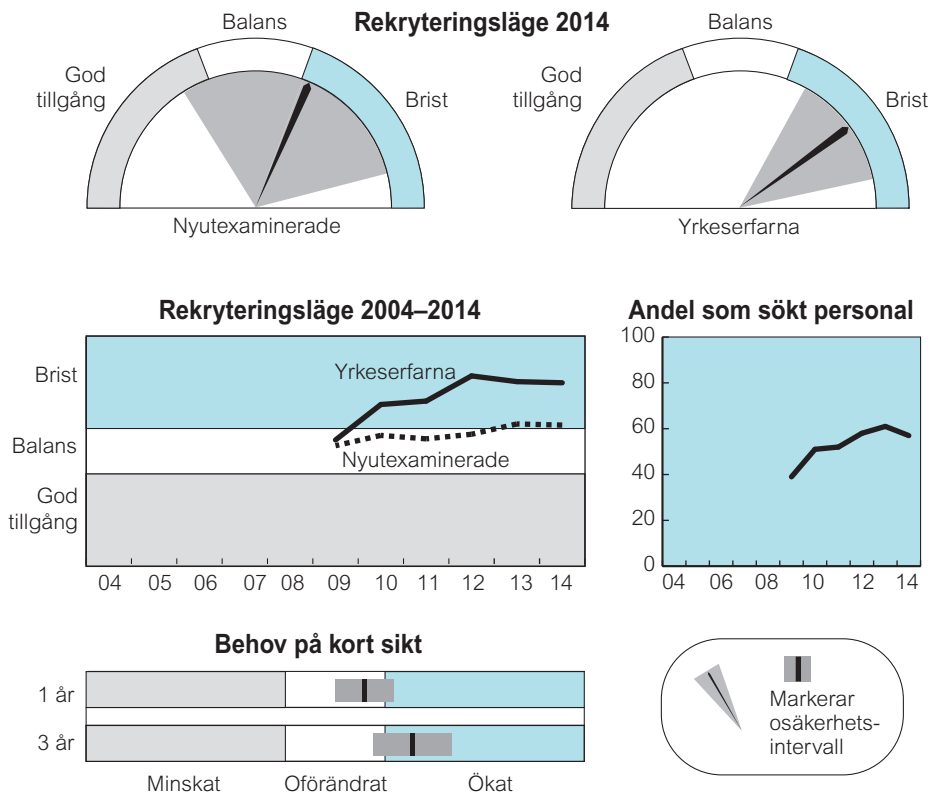 Rekryteringsläge 2014
Balans
God
tillgång
Brist
Nyutexaminerade
Balans
God
tillgång
Brist
Yrkeserfarna
Rekryteringsläge 2004–2014
Brist
Balans
God
tillgång
Yrkeserfarna
Nyutexaminerade
04 05 06 07 08 09 10 11 12 13 14
Andel som sökt personal
100
80
60
40
20
0
04 06 08 10 12 14
Behov på kort sikt
1 år
3 år
Minskat Oförändrat Ökat
Markerar
osäkerhets-
intervall